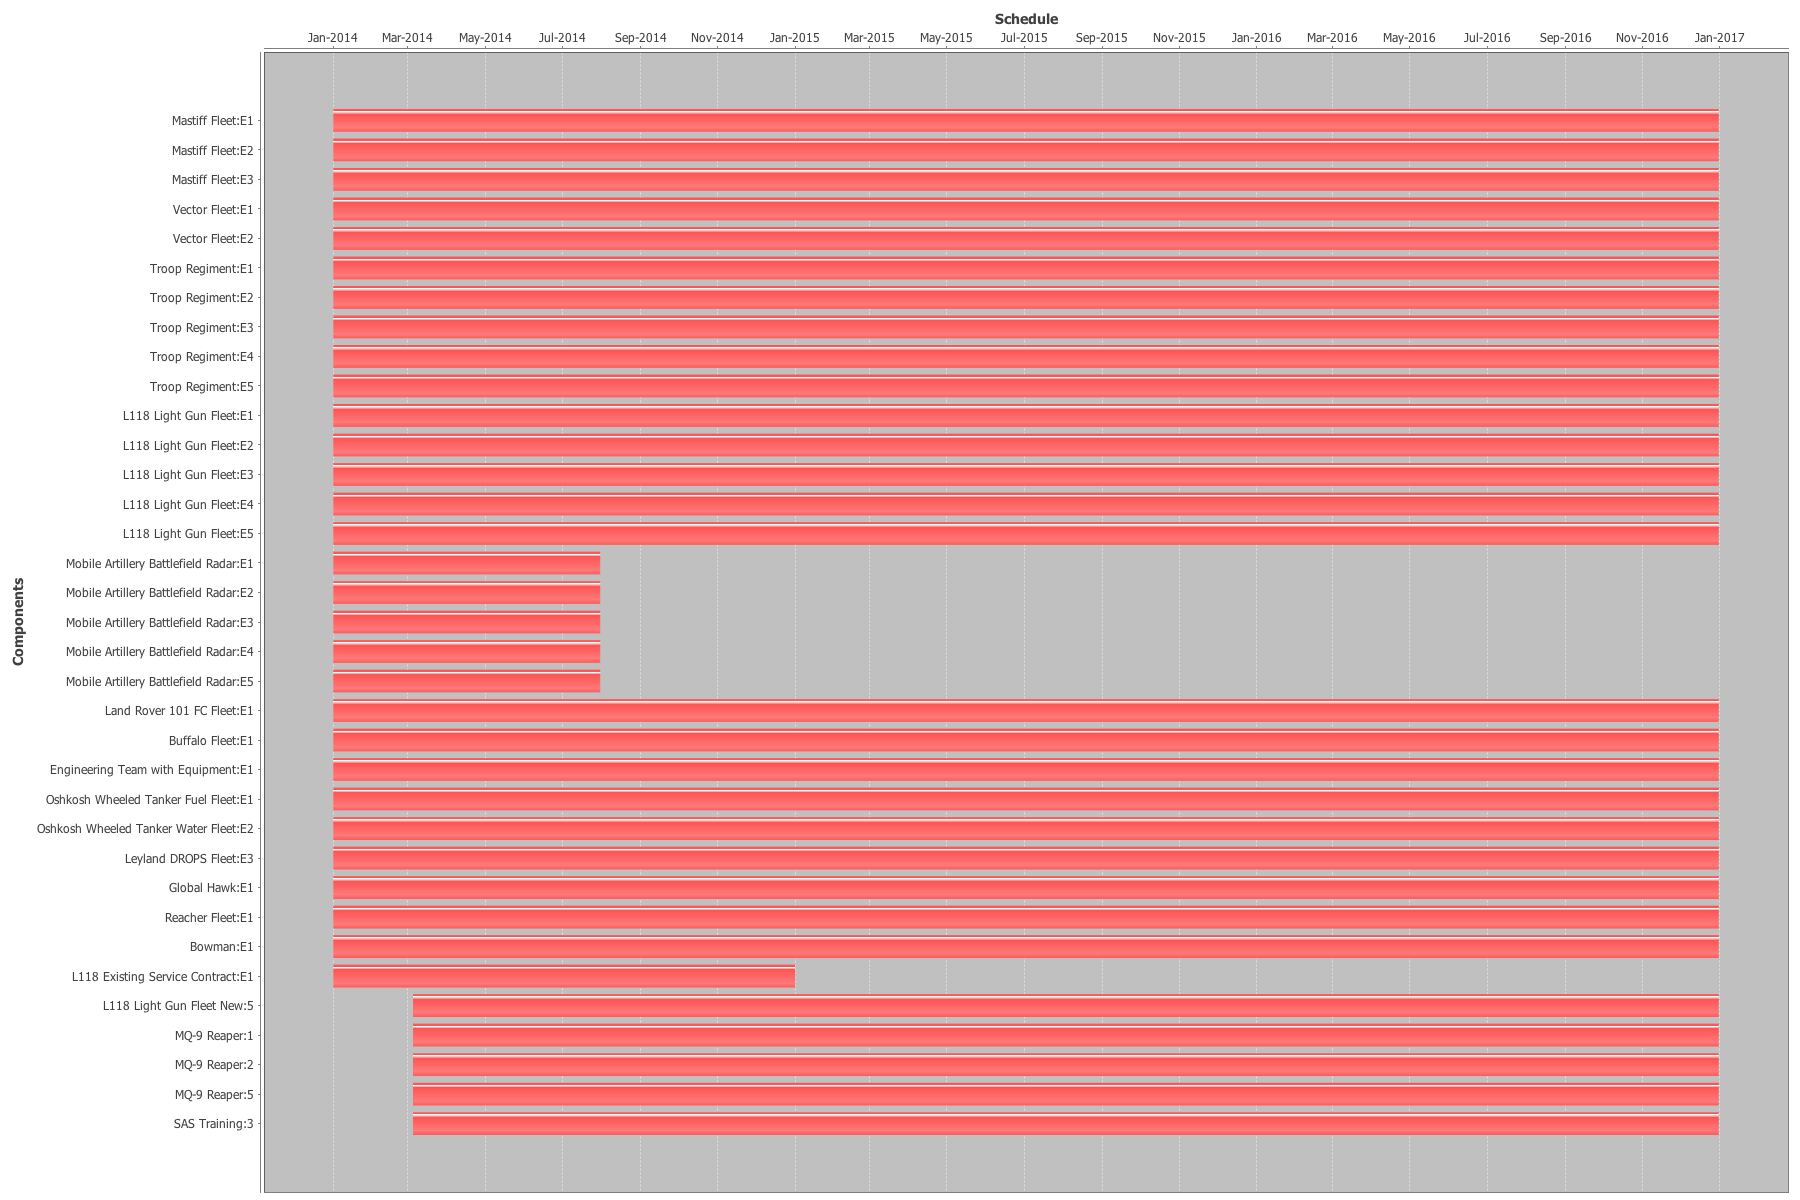 Schedule
Jan-2014 Mar-2014 May-2014 Jul-2014 Sep-2014 Nov-2014 Jan-2015 Mar-2015 May-2015 Jul-2015 Sep-2015 Nov-2015 Jan-2016 Mar-2016 May-2016 Jul-2016 Sep-2016 Nov-2016 Jan-2017
Components
Mastiff Fleet:E1
Mastiff Fleet:E2
Mastiff Fleet:E3
Vector Fleet:E1
Vector Fleet:E2
Troop Regiment:E1
Troop Regiment:E2
Troop Regiment:E3
Troop Regiment:E4
Troop Regiment:E5
L118 Light Gun Fleet:E1
L118 Light Gun Fleet:E2
L118 Light Gun Fleet:E3
L118 Light Gun Fleet:E4
L118 Light Gun Fleet:E5
Mobile Artillery Battlefield Radar:E1
Mobile Artillery Battlefield Radar:E2
Mobile Artillery Battlefield Radar:E3
Mobile Artillery Battlefield Radar:E4
Mobile Artillery Battlefield Radar:E5
Land Rover 101 FC Fleet:E1
Buffalo Fleet:E1
Engineering Team with Equipment:E1
Oshkosh Wheeled Tanker Fuel Fleet:E1
Oshkosh Wheeled Tanker Water Fleet:E2
Leyland DROPS Fleet:E3
Global Hawk:E1
Reacher Fleet:E1
Bowman:E1
L118 Existing Service Contract:E1
L118 Light Gun Fleet New:5
MQ-9 Reaper:1
MQ-9 Reaper:2
MQ-9 Reaper:5
SAS Training:3